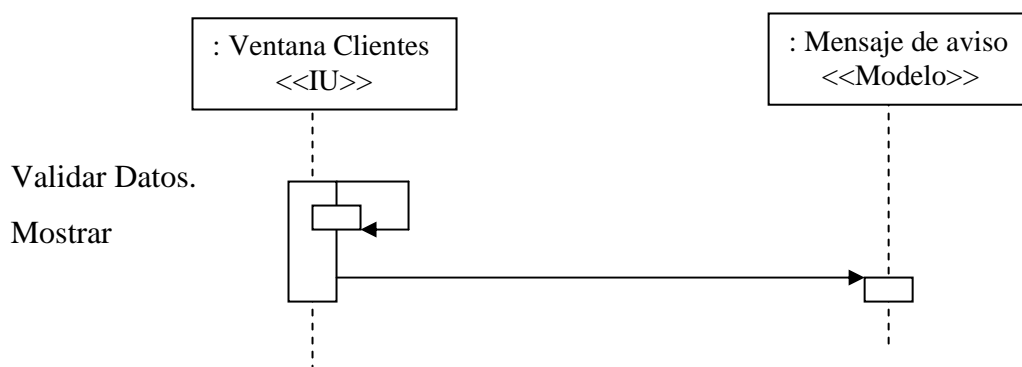 : Ventana Clientes
<<IU>>
: Mensaje de aviso
<<Modelo>>
Validar Datos.
Mostrar